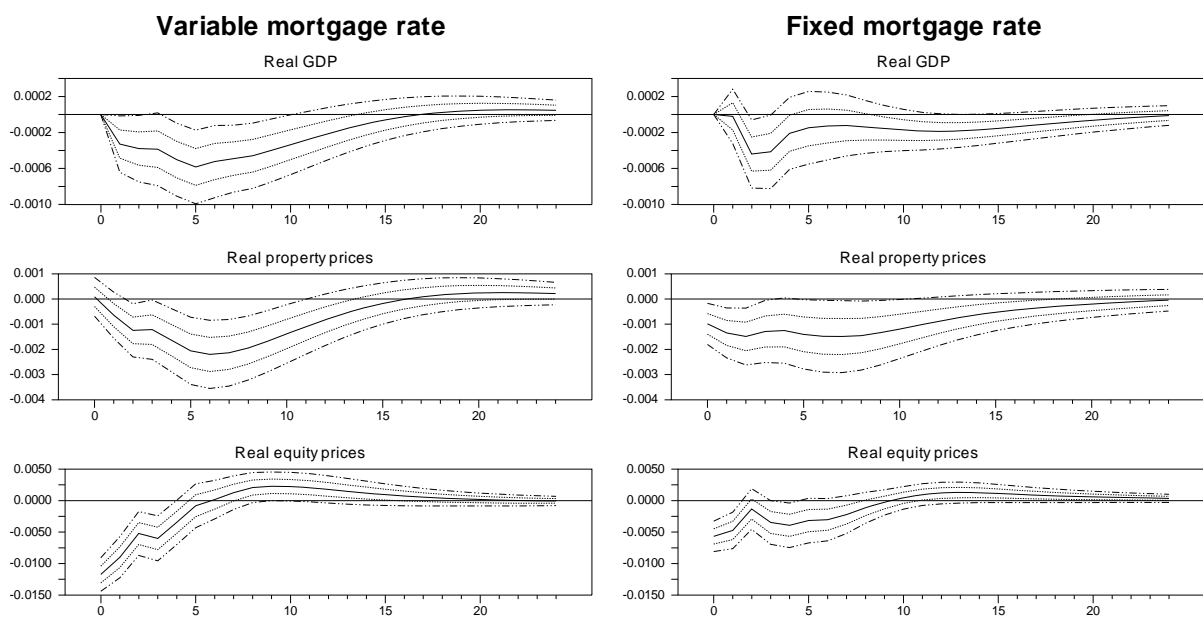 Variable mortgage rate
Fixed mortgage rate
Real GDP
0.0002
-0.0002
-0.0006
-0.0010
0 5 10 15 20
Real GDP
0.0002
-0.0002
-0.0006
-0.0010
0 5 10 15 20
Real property prices
0.001
0.000
-0.001
-0.002
-0.003
-0.004
0 5 10 15 20
Real property prices
0.001
0.000
-0.001
-0.002
-0.003
-0.004
0 5 10 15 20
Real equity prices
0.0050
0.0000
-0.0050
-0.0100
-0.0150
0 5 10 15 20
Real equity prices
0.0050
0.0000
-0.0050
-0.0100
-0.0150
0 5 10 15 20